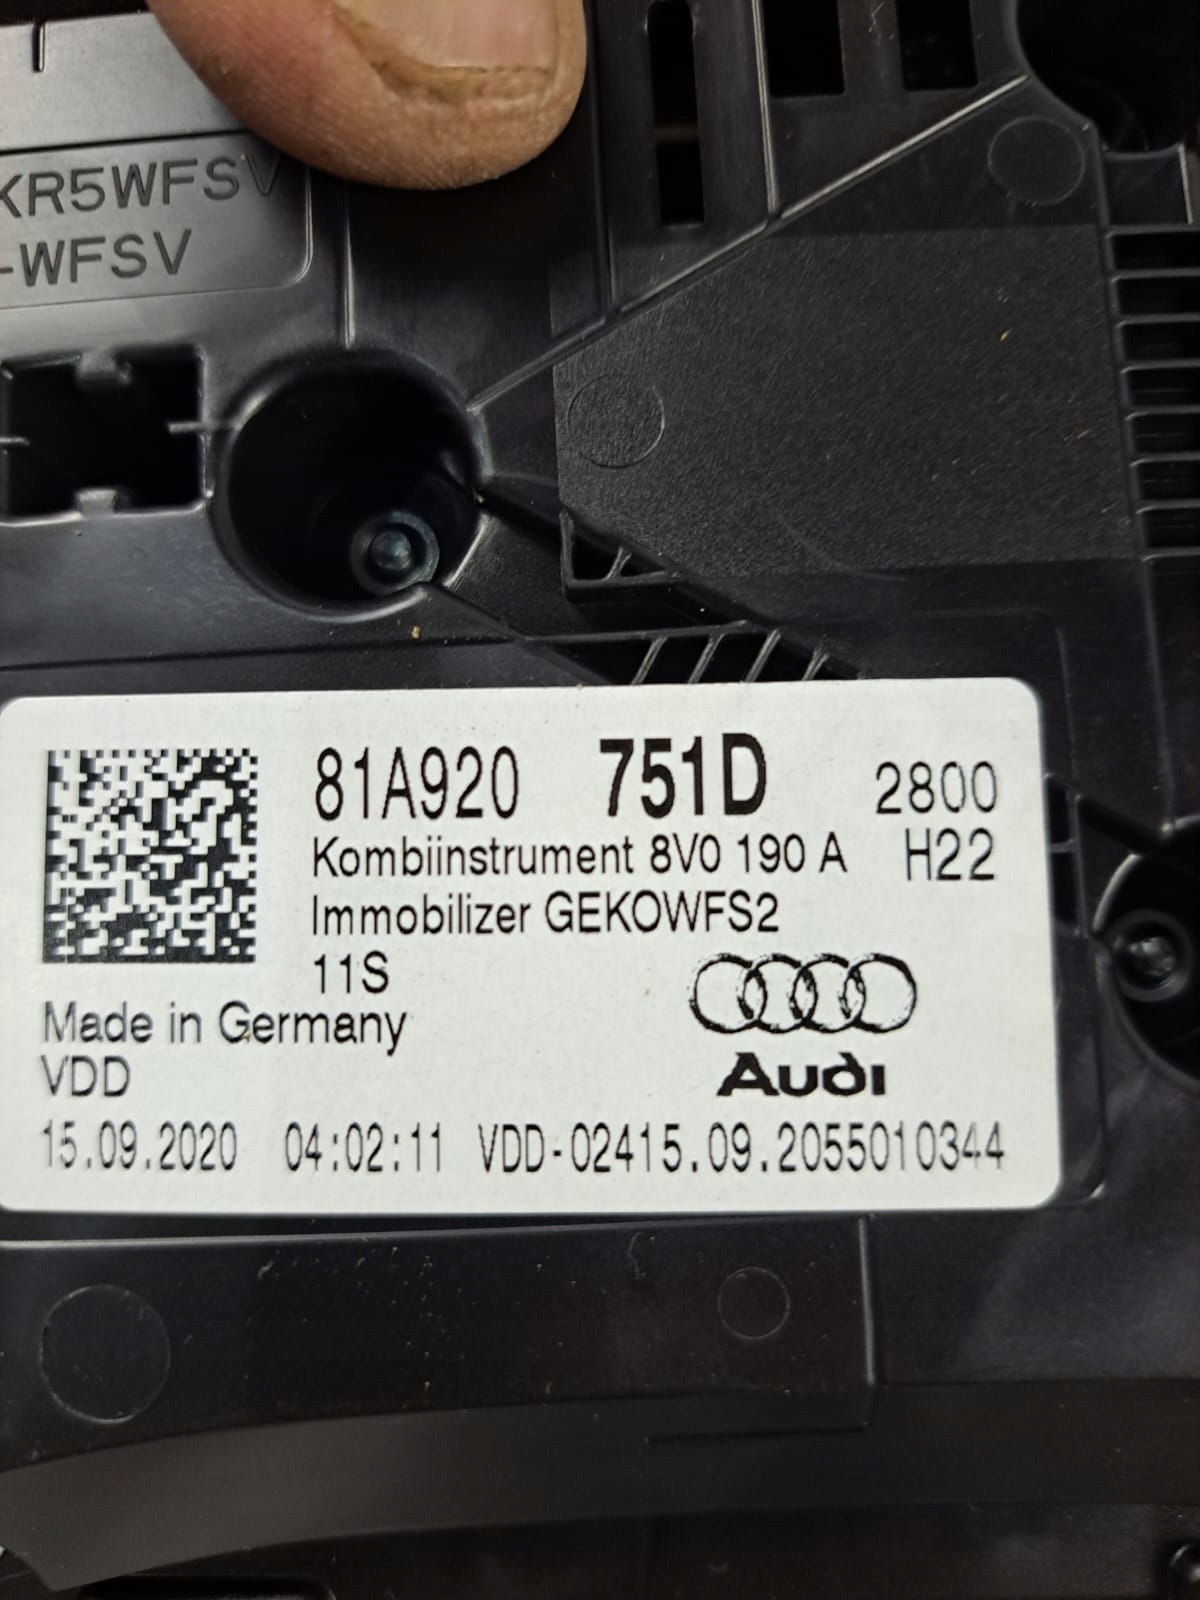 KR5WFSV
-WFSV
81A920 751D 2800
Kombiinstrument 8V0 190 A H22
Immobilizer GEKOWFS2
11S
Made in Germany
VDD
Audi
15.09.2020 04:02:11 VDD-02415.09.2055010344